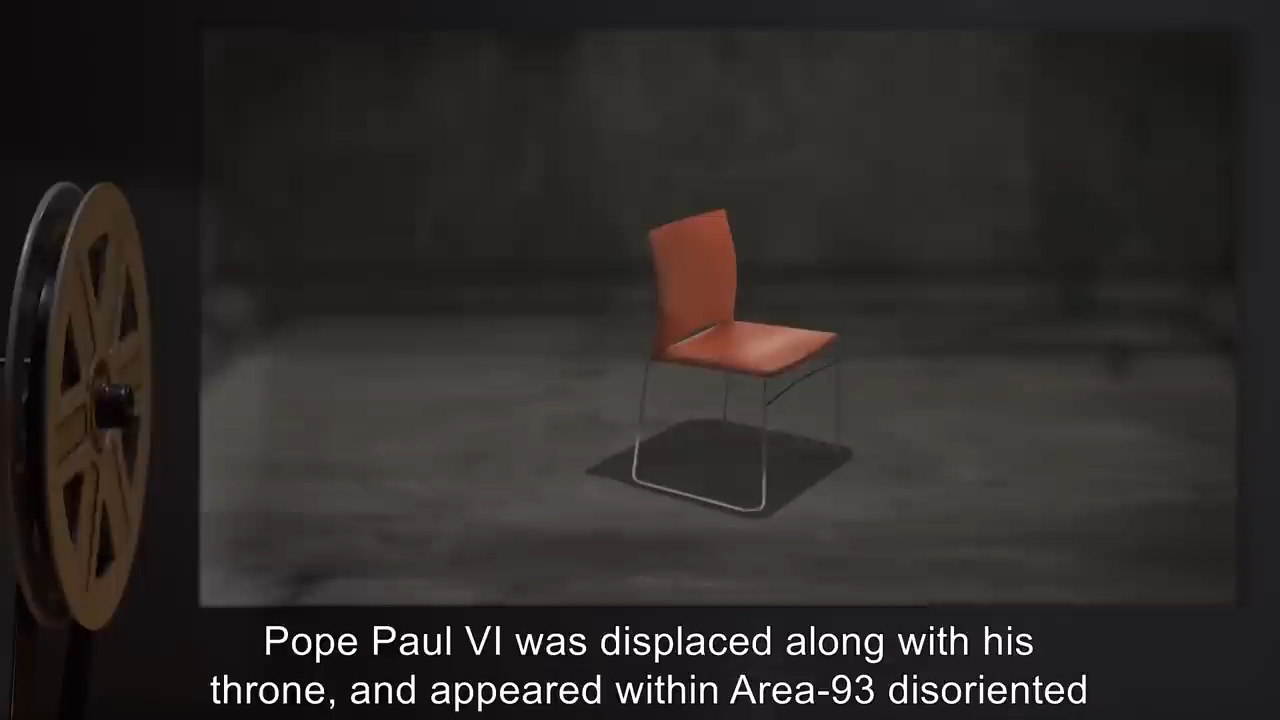 Pope Paul VI was displaced along with his
throne, and appeared within Area-93 disoriented